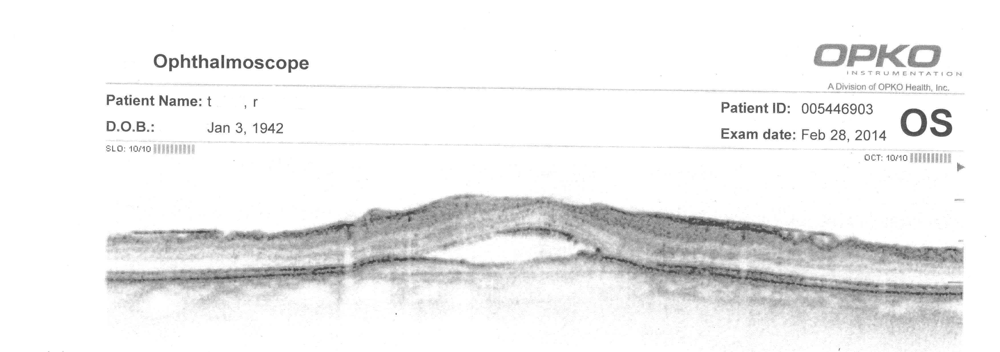 Ophthalmoscope
OPKO
INSTRUMENTATION
A Division of OPKO Health, Inc.
Patient Name: t , r
Patient ID: 005446903
OS
D.O.B.: Jan 3, 1942
Exam date: Feb 28, 2014
SLO: 10/10
OCT: 10/10